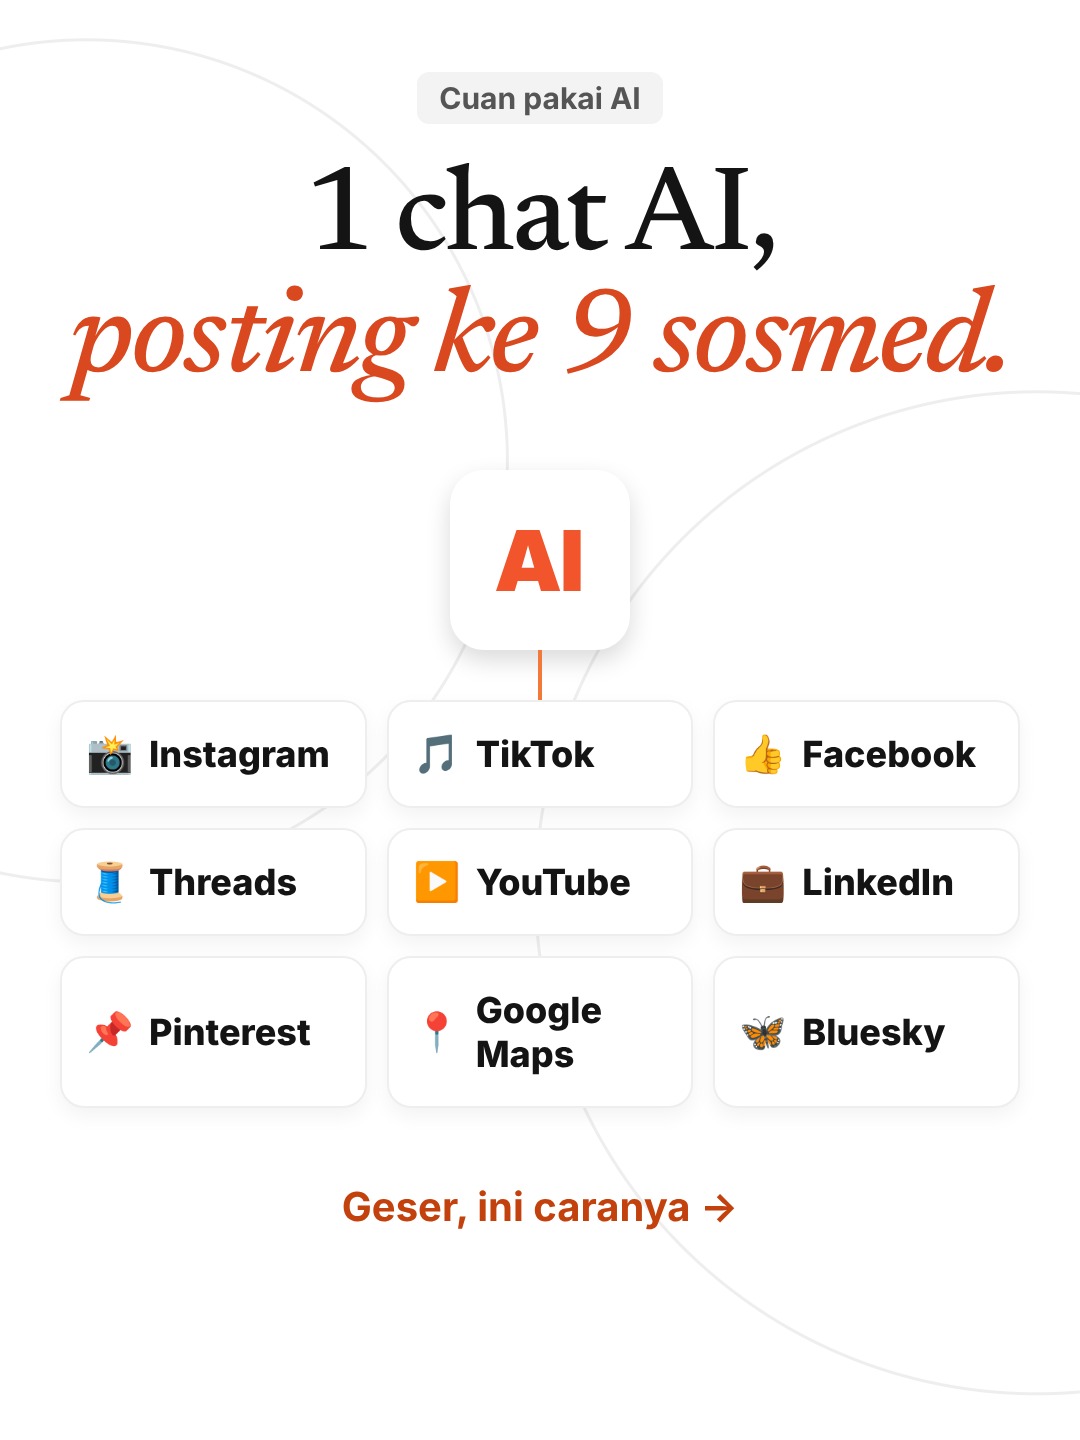 Cuan pakai AI
1 chat AI,
posting ke 9 sosmed.
AI
Instagram
TikTok
Facebook
Threads
YouTube
LinkedIn
Pinterest
Google
Maps
Bluesky
Geser, ini caranya →